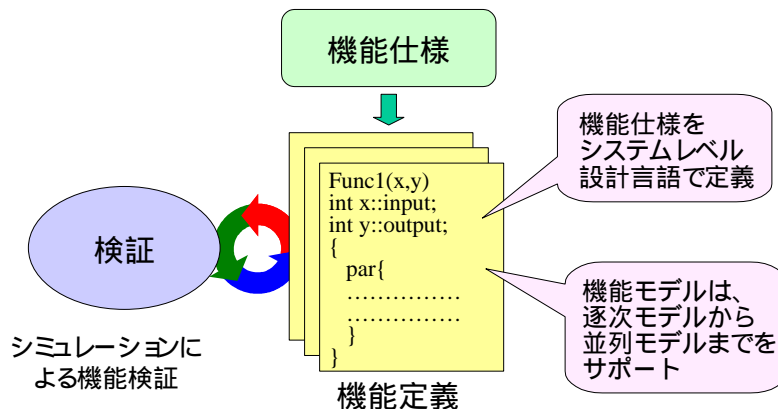 機能仕様
機能仕様を
システムレベル
設計言語で定義
Func1(x,y)
int x::input;
int y::output;
{
par{
……………
……………
}
}
検証
機能モデルは、
逐次モデルから
並列モデルまでを
サポート
シミュレーションに
よる機能検証
機能定義